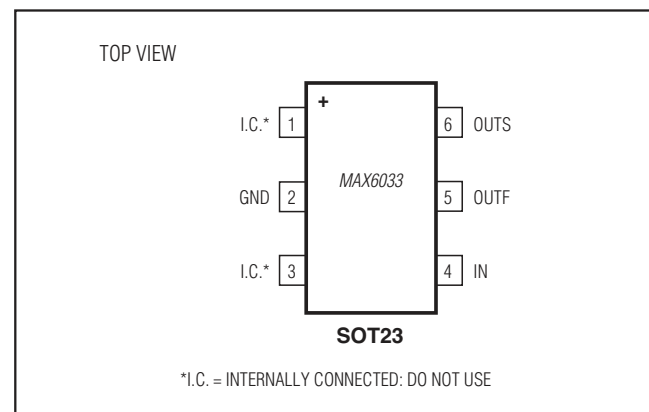 TOP VIEW
+
I.C.* 1
6 OUTS
GND 2
MAX6033
5 OUTF
I.C.* 3
4 IN
SOT23
*I.C. = INTERNALLY CONNECTED: DO NOT USE